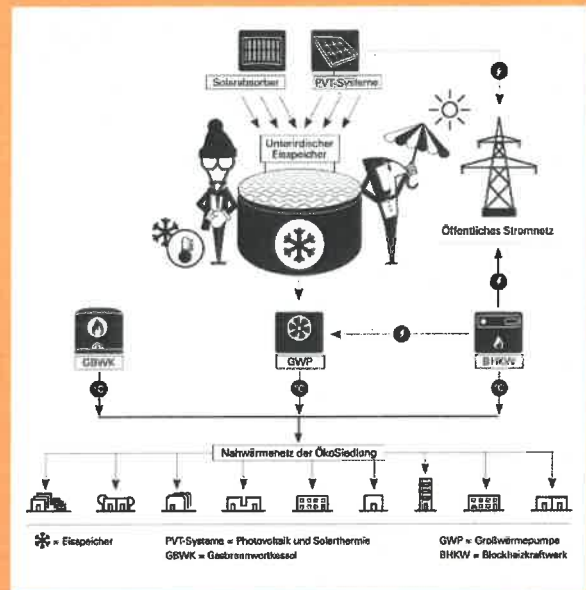 Solarabsorber
PVT-Systeme
Unterirdischer
Eisspeicher
Öffentliches Stromnetz
GBWK
GWP
BHKW
°C
°C
°C
Nahwärmenetz der ÖkoSiedlung
= Eisspeicher
PVT-Systeme = Photovoltaik und Solarthermie
GWP = Großwärmepumpe
GBWK = Gasbrennwertkessel
BHKW = Blockheizkraftwerk